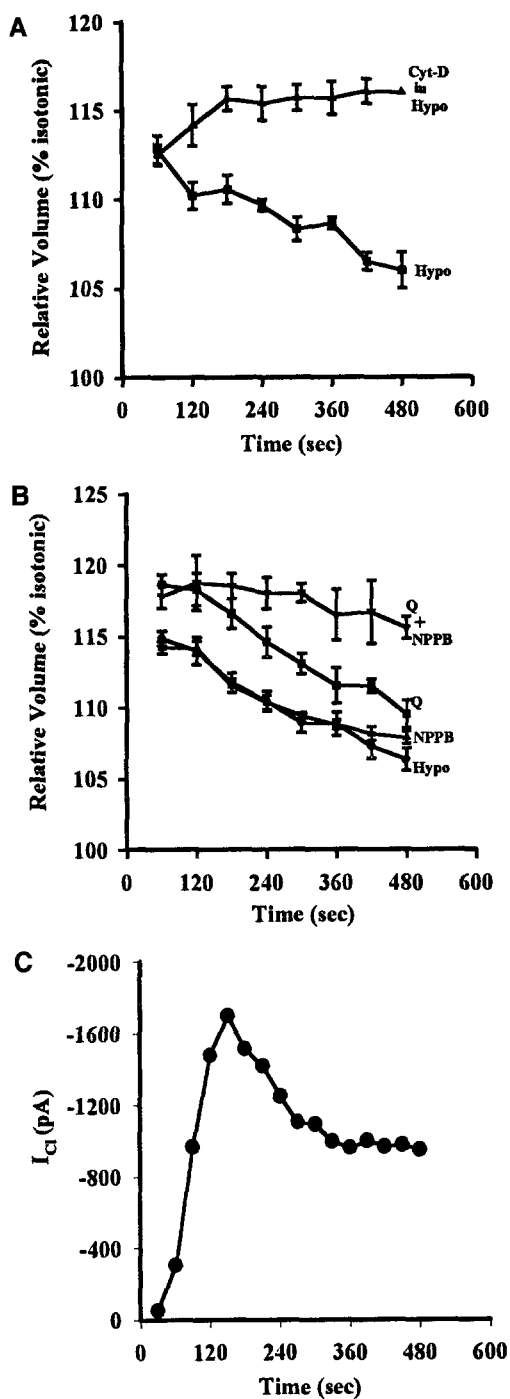 A
Relative Volume (% isotonic)
120
115
110
105
100
Cyt-D
in
Hypo
Hypo
0 120 240 360 480 600
Time (sec)
B
Relative Volume (% isotonic)
125
120
115
110
105
100
Q
+
NPPB
Q
NPPB
Hypo
0 120 240 360 480 600
Time (sec)
C
I_Cl (pA)
-2000
-1600
-1200
-800
-400
0
0 120 240 360 480 600
Time (sec)